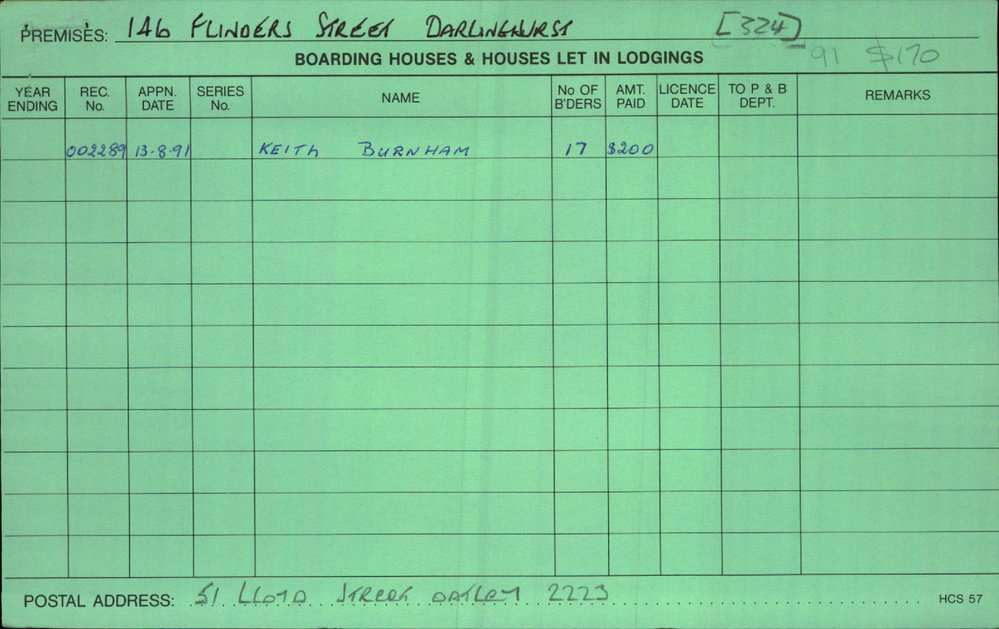 PREMISES: 146 FLINDERS STREET DARLINGHURST [324]
BOARDING HOUSES & HOUSES LET IN LODGINGS 91 $170
YEAR ENDING REC. No. APPN. DATE SERIES No. NAME No OF B'DERS AMT. PAID LICENCE DATE TO P & B DEPT. REMARKS
002289 13-8-91 KEITH BURNHAM 17 $200
POSTAL ADDRESS: 51 LLOYD STREET OATLEY 2223 HCS 57